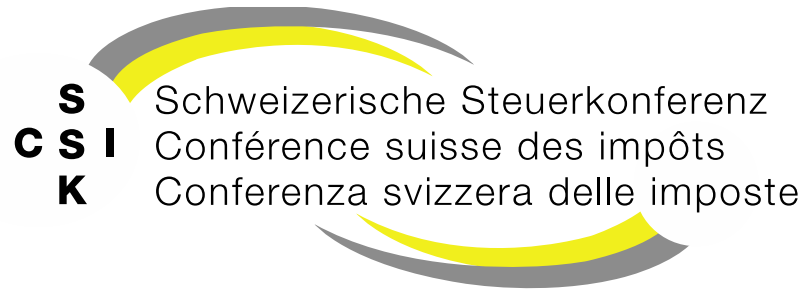 S Schweizerische Steuerkonferenz
C S I Conférence suisse des impôts
K Conferenza svizzera delle imposte